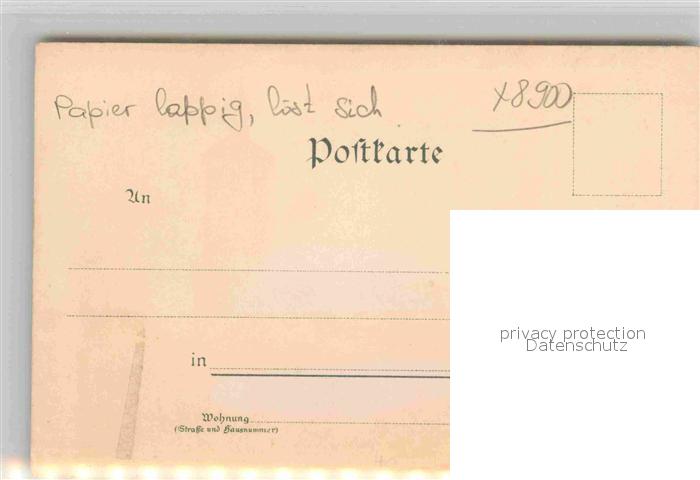 Papier lappig, löst sich x8900
Postkarte
An
in
Wohnung
(Straße und Hausnummer)
privacy protection
Datenschutz